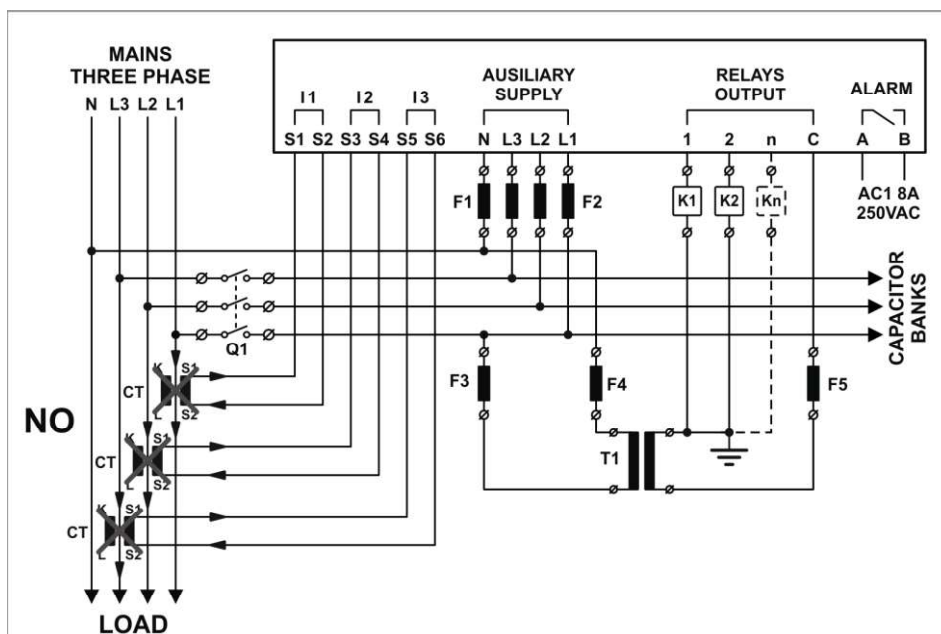 MAINS
THREE PHASE
N L3 L2 L1
I1 I2 I3
S1 S2 S3 S4 S5 S6
AUSILIARY
SUPPLY
N L3 L2 L1
RELAYS
OUTPUT
1 2 n C
ALARM
A B
AC1 8A
250VAC
F1 F2
K1 K2 Kn
Q1
CAPACITOR
BANKS
K S1
CT
L S2
F3 F4 F5
NO
K S1
CT
L S2
T1
K S1
CT
L S2
LOAD